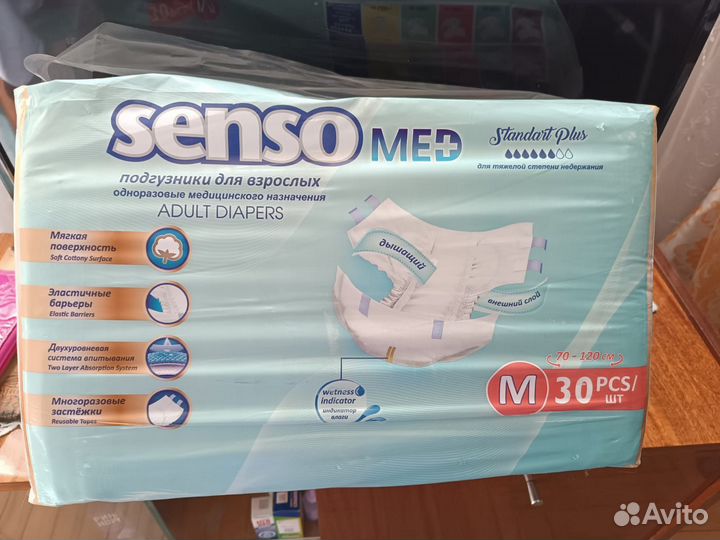 senso MED
Standart Plus
для тяжелой степени недержания
подгузники для взрослых
одноразовые медицинского назначения
ADULT DIAPERS
Мягкая
поверхность
Soft Cottony Surface
Эластичные
барьеры
Elastic Barriers
Двухуровневая
система впитывания
Two Layer Absorption System
Многоразовые
застёжки
Reusable Tapes
дышащий
внешний слой
wetness
indicator
индикатор
влаги
70 - 120 см
M 30 PCS/
ШТ
Avito